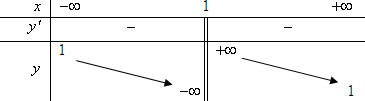 x −∞ 1 +∞
y' − −
1 +∞
y
−∞ 1